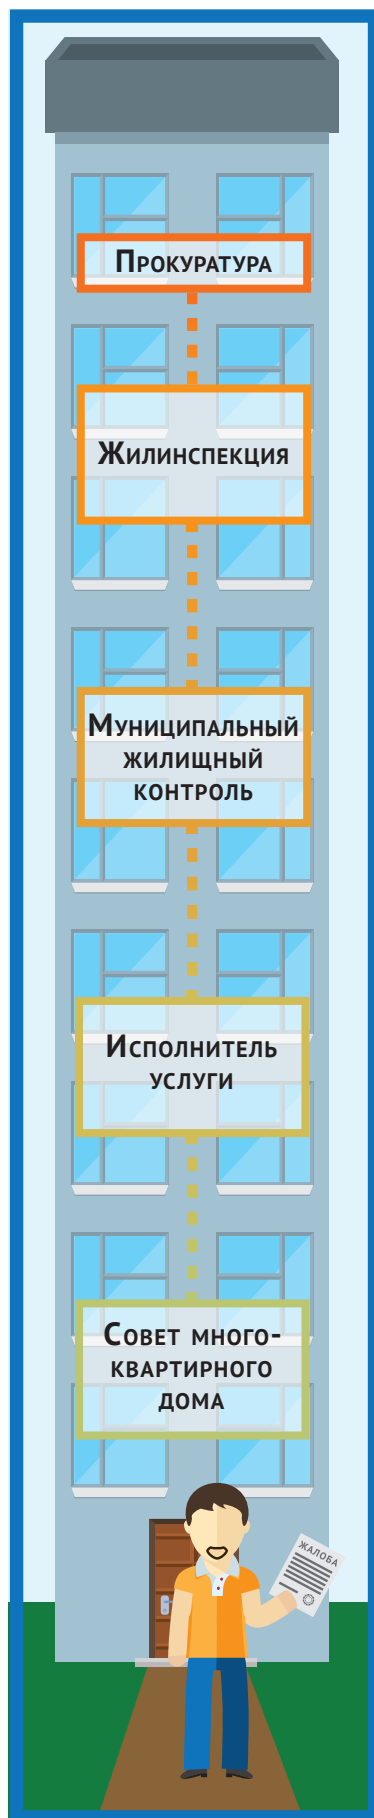 Прокуратура
Жилинспекция
Муниципальный
жилищный
контроль
Исполнитель
услуги
Совет много-
квартирного
дома
ЖАЛОБА